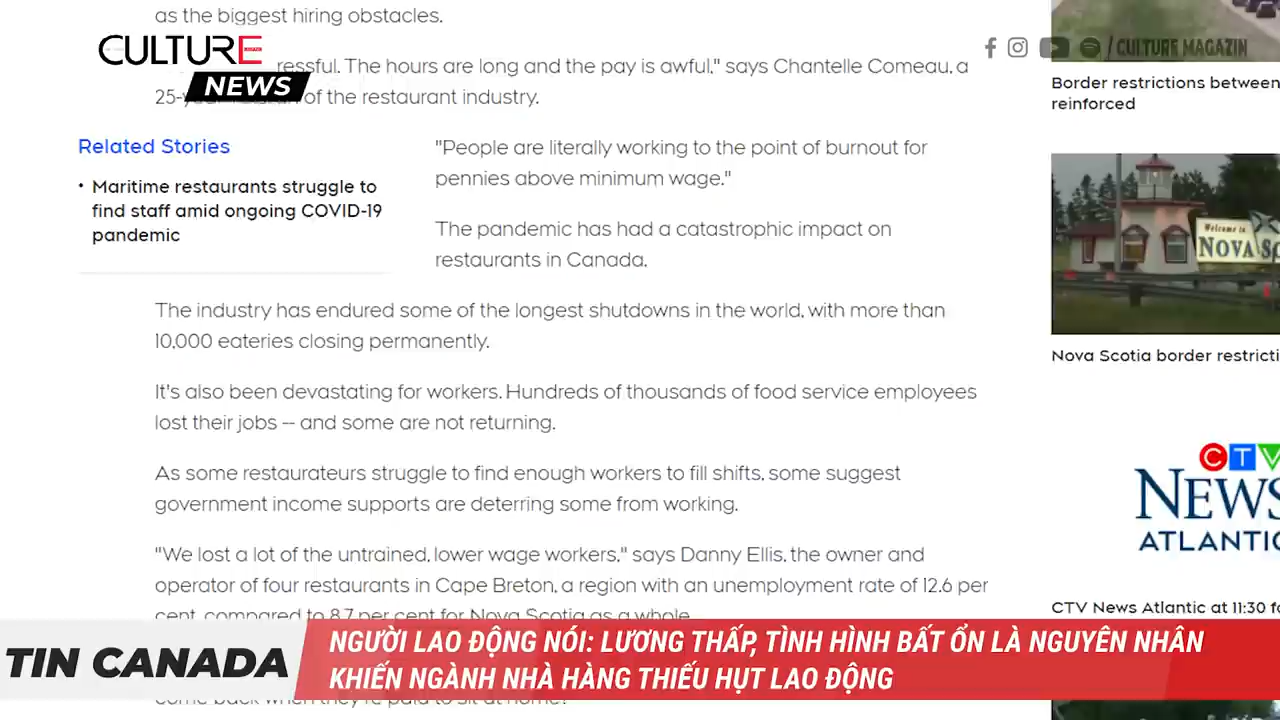 as the biggest hiring obstacles.
CULTURE
NEWS
/ CULTURE MAGAZIN
The hours are long and the pay is awful," says Chantelle Comeau, a
of the restaurant industry.
Related Stories
• Maritime restaurants struggle to
find staff amid ongoing COVID-19
pandemic
"People are literally working to the point of burnout for
pennies above minimum wage."
The pandemic has had a catastrophic impact on
restaurants in Canada.
The industry has endured some of the longest shutdowns in the world, with more than
10,000 eateries closing permanently.
It's also been devastating for workers. Hundreds of thousands of food service employees
lost their jobs -- and some are not returning.
As some restaurateurs struggle to find enough workers to fill shifts, some suggest
government income supports are deterring some from working.
"We lost a lot of the untrained, lower wage workers," says Danny Ellis, the owner and
operator of four restaurants in Cape Breton, a region with an unemployment rate of 12.6 per
cent, compared to 8.7 per cent for Nova Scotia as a whole.
come back when they're paid to sit at home?
Border restrictions between
reinforced
Welcome to
NOVA SC
Nova Scotia border restricti
CTV
NEWS
ATLANTIC
CTV News Atlantic at 11:30 fo
TIN CANADA
NGƯỜI LAO ĐỘNG NÓI: LƯƠNG THẤP, TÌNH HÌNH BẤT ỔN LÀ NGUYÊN NHÂN
KHIẾN NGÀNH NHÀ HÀNG THIẾU HỤT LAO ĐỘNG